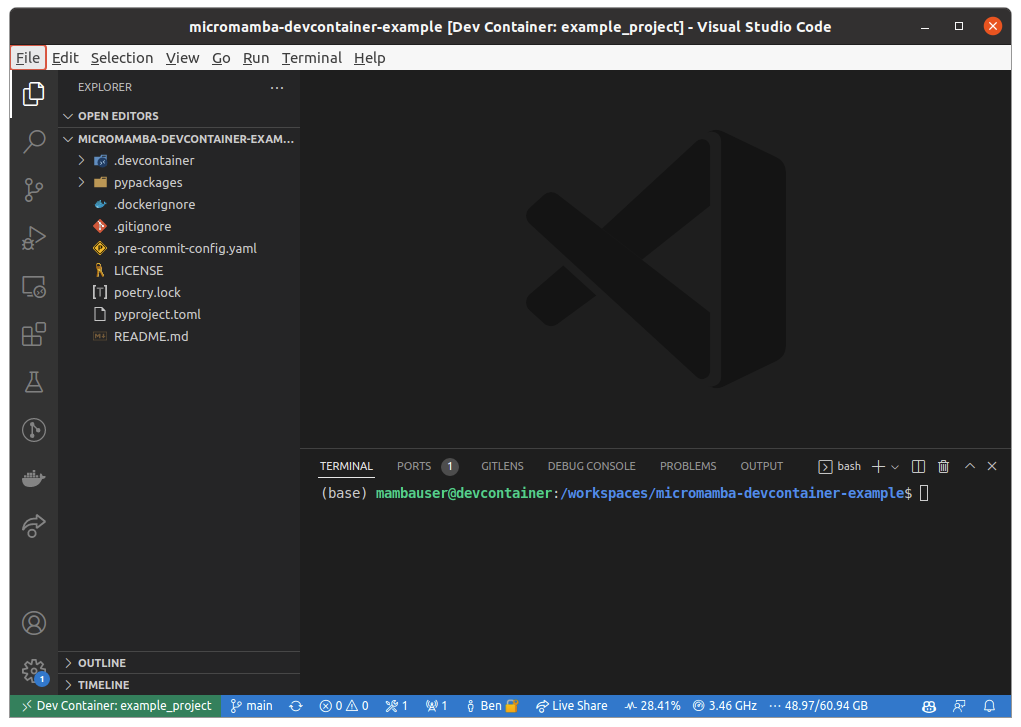 micromamba-devcontainer-example [Dev Container: example_project] - Visual Studio Code
File Edit Selection View Go Run Terminal Help
EXPLORER ···
OPEN EDITORS
MICROMAMBA-DEVCONTAINER-EXAM...
.devcontainer
pypackages
.dockerignore
.gitignore
.pre-commit-config.yaml
LICENSE
[T] poetry.lock
pyproject.toml
README.md
TERMINAL PORTS 1 GITLENS DEBUG CONSOLE PROBLEMS OUTPUT bash
(base) mambauser@devcontainer:/workspaces/micromamba-devcontainer-example$
OUTLINE
1
TIMELINE
Dev Container: example_project main 0 0 1 1 Ben Live Share 28.41% 3.46 GHz ··· 48.97/60.94 GB